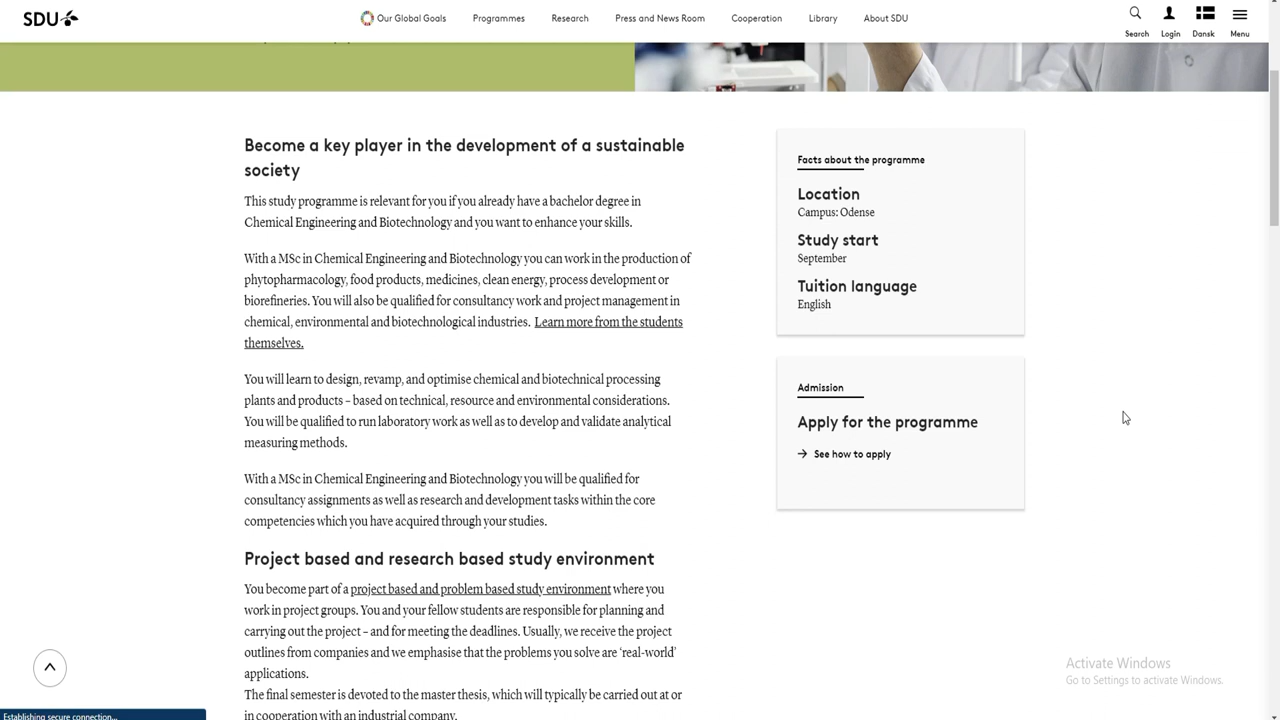 SDU
Our Global Goals
Programmes
Research
Press and News Room
Cooperation
Library
About SDU
Search
Login
Dansk
Menu
Become a key player in the development of a sustainable
society
This study programme is relevant for you if you already have a bachelor degree in
Chemical Engineering and Biotechnology and you want to enhance your skills.
With a MSc in Chemical Engineering and Biotechnology you can work in the production of
phytopharmacology, food products, medicines, clean energy, process development or
biorefineries. You will also be qualified for consultancy work and project management in
chemical, environmental and biotechnological industries. Learn more from the students
themselves.
You will learn to design, revamp, and optimise chemical and biotechnical processing
plants and products – based on technical, resource and environmental considerations.
You will be qualified to run laboratory work as well as to develop and validate analytical
measuring methods.
With a MSc in Chemical Engineering and Biotechnology you will be qualified for
consultancy assignments as well as research and development tasks within the core
competencies which you have acquired through your studies.
Project based and research based study environment
You become part of a project based and problem based study environment where you
work in project groups. You and your fellow students are responsible for planning and
carrying out the project – and for meeting the deadlines. Usually, we receive the project
outlines from companies and we emphasise that the problems you solve are ‘real-world’
applications.
The final semester is devoted to the master thesis, which will typically be carried out at or
in cooperation with an industrial company.
Facts about the programme
Location
Campus: Odense
Study start
September
Tuition language
English
Admission
Apply for the programme
→ See how to apply
Activate Windows
Go to Settings to activate Windows.
Establishing secure connection...